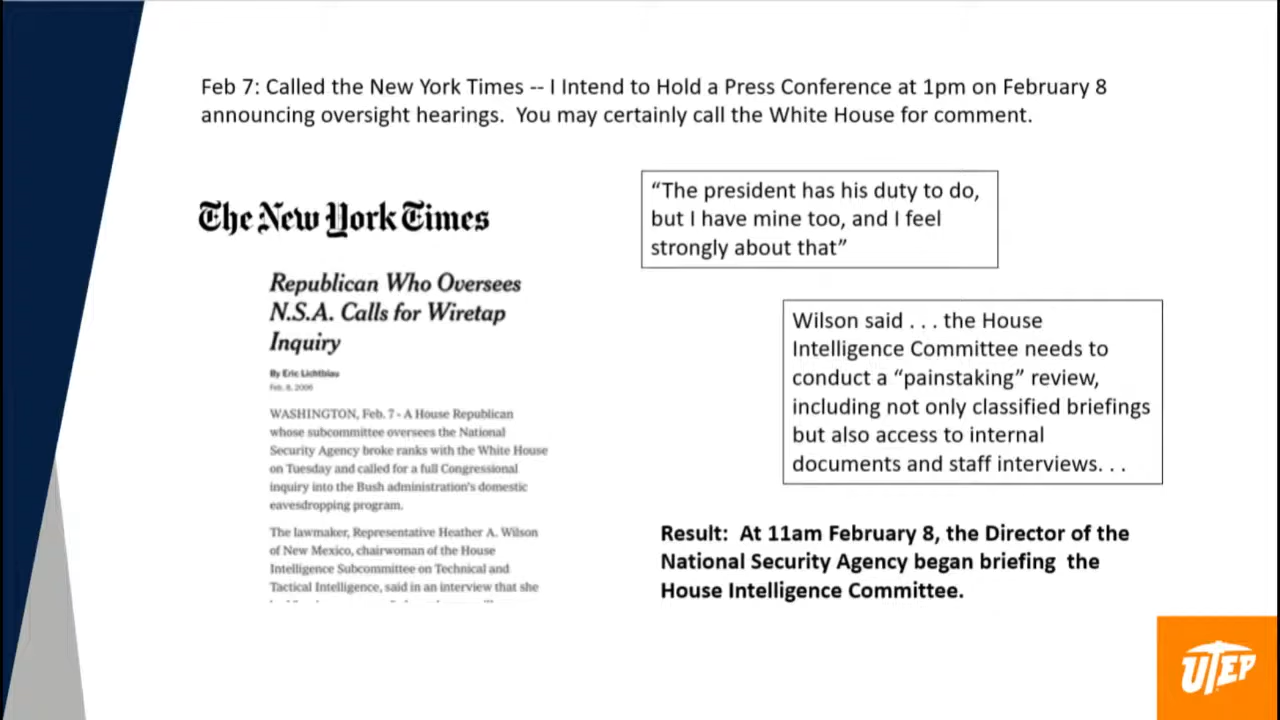 Feb 7: Called the New York Times -- I Intend to Hold a Press Conference at 1pm on February 8
announcing oversight hearings.  You may certainly call the White House for comment.
The New York Times
Republican Who Oversees
N.S.A. Calls for Wiretap
Inquiry
By Eric Lichtblau
Feb. 8, 2006
WASHINGTON, Feb. 7 - A House Republican
whose subcommittee oversees the National
Security Agency broke ranks with the White House
on Tuesday and called for a full Congressional
inquiry into the Bush administration's domestic
eavesdropping program.
The lawmaker, Representative Heather A. Wilson
of New Mexico, chairwoman of the House
Intelligence Subcommittee on Technical and
Tactical Intelligence, said in an interview that she
“The president has his duty to do,
but I have mine too, and I feel
strongly about that”
Wilson said . . . the House
Intelligence Committee needs to
conduct a “painstaking” review,
including not only classified briefings
but also access to internal
documents and staff interviews. . .
Result:  At 11am February 8, the Director of the
National Security Agency began briefing  the
House Intelligence Committee.
UTEP